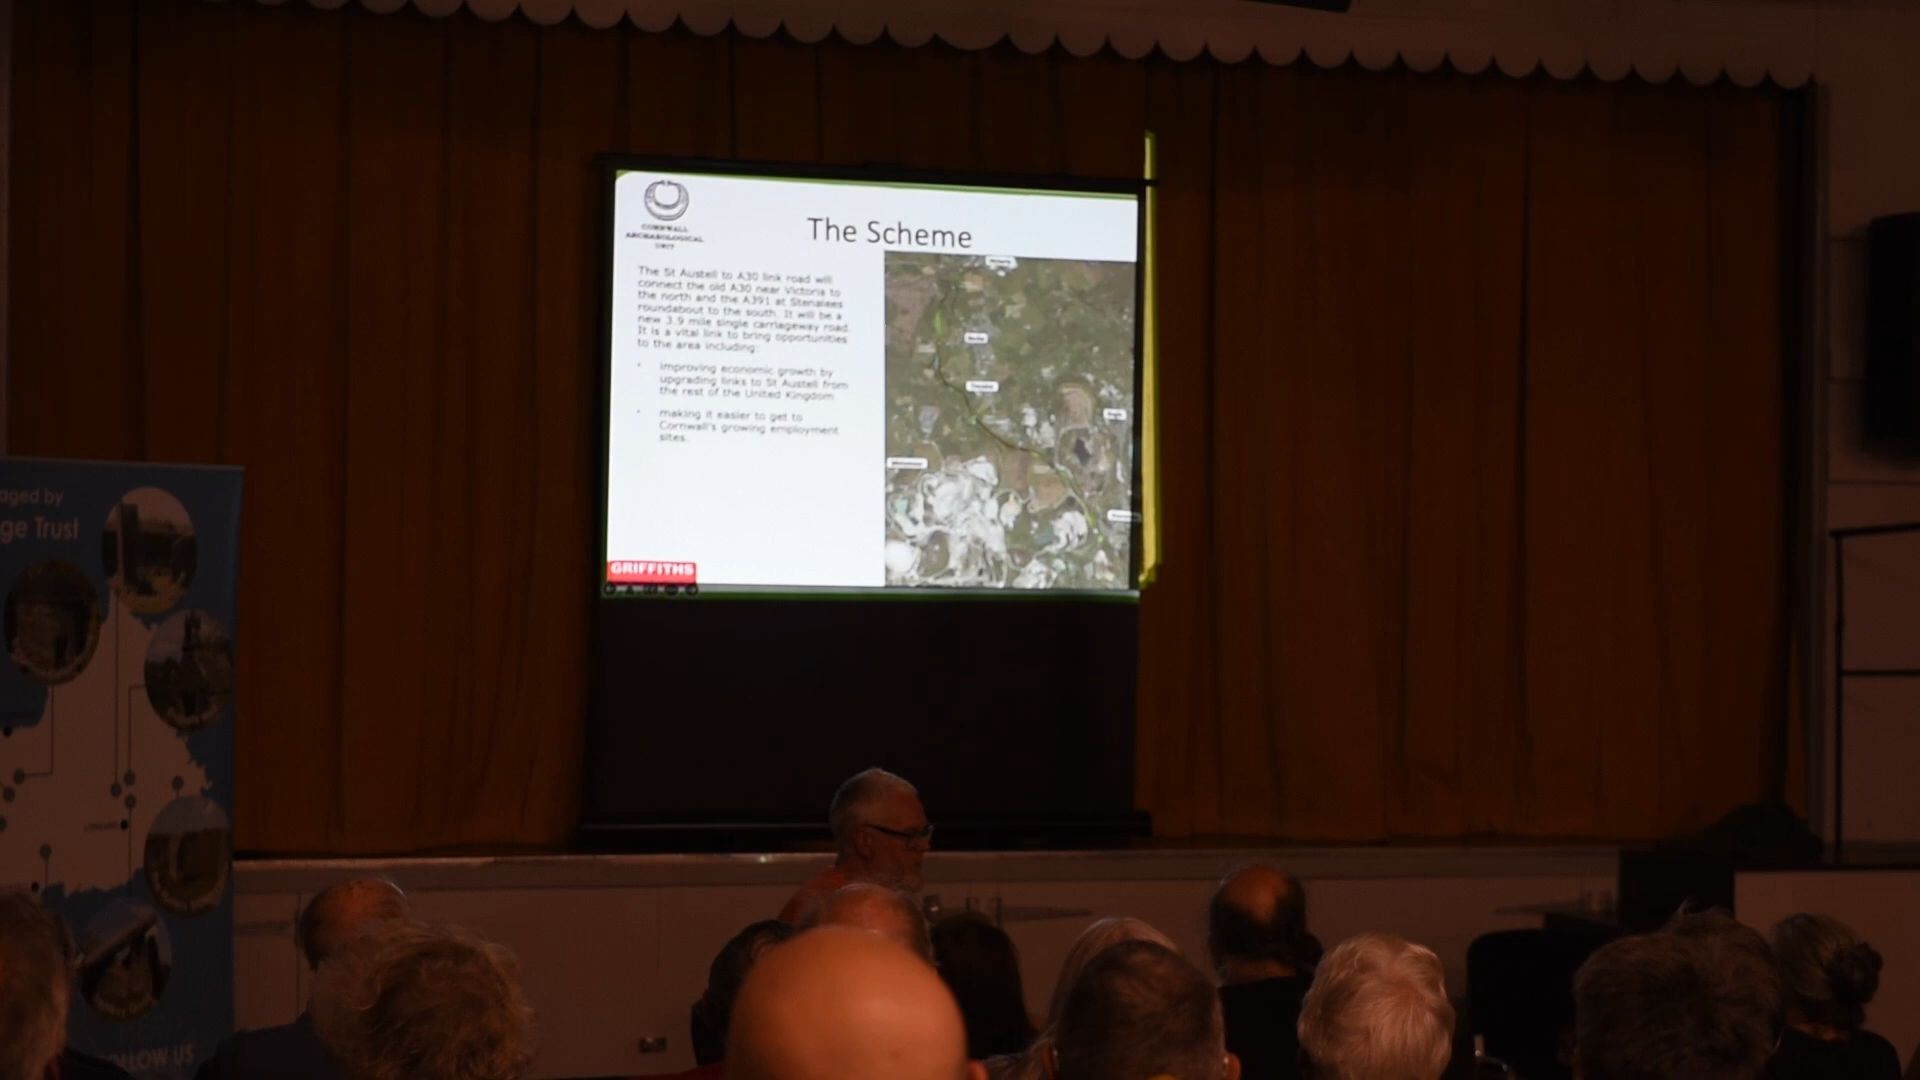 CORNWALL
ARCHAEOLOGICAL
UNIT
The Scheme
The St Austell to A30 link road will
connect the old A30 near Victoria to
the north and the A391 at Stenalees
roundabout to the south. It will be a
new 3.9 mile single carriageway road.
It is a vital link to bring opportunities
to the area including:
improving economic growth by
upgrading links to St Austell from
the rest of the United Kingdom
making it easier to get to
Cornwall's growing employment
sites.
GRIFFITHS
aged by
ge Trust
OLLOW US